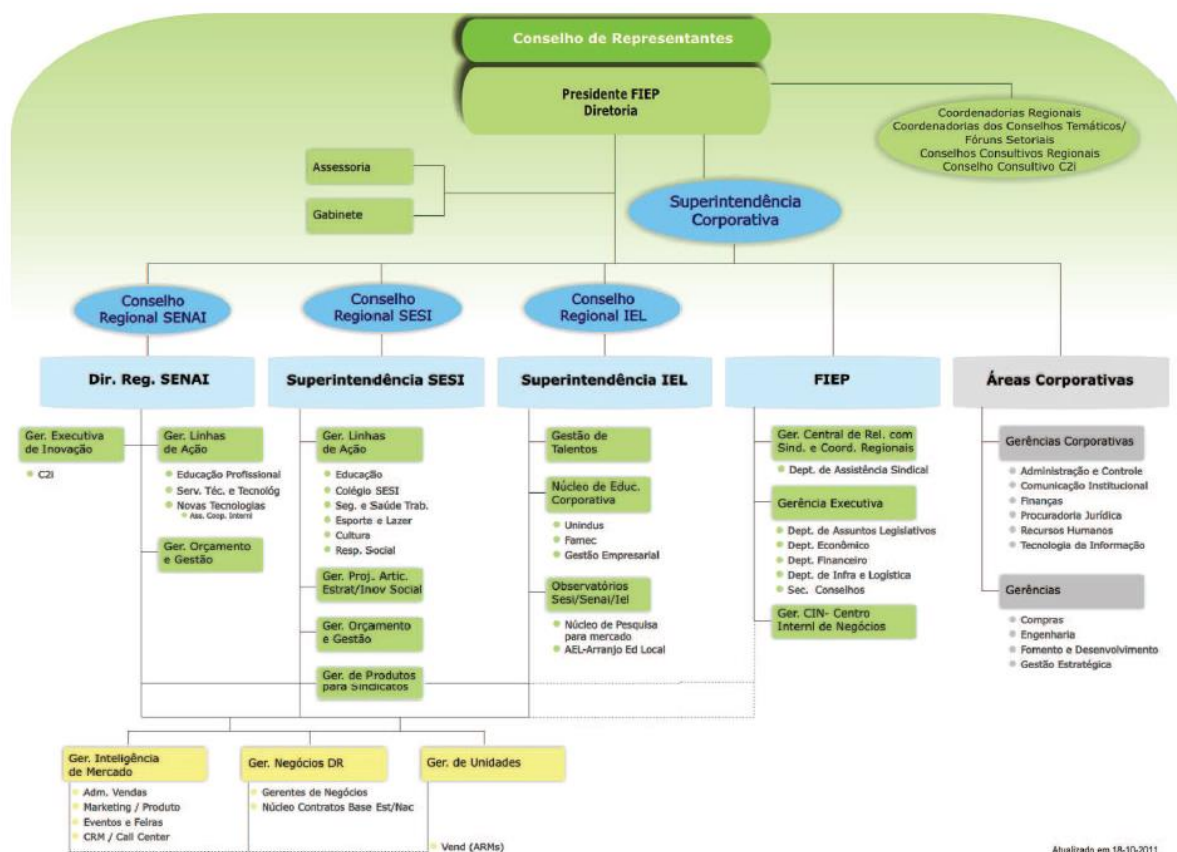 Conselho de Representantes
Presidente FIEP
Diretoria
Coordenadorias Regionais
Coordenadorias dos Conselhos Temáticos/
Fóruns Setoriais
Conselhos Consultivos Regionais
Conselho Consultivo C2i
Assessoria
Gabinete
Superintendência
Corporativa
Conselho
Regional SENAI
Conselho
Regional SESI
Conselho
Regional IEL
Dir. Reg. SENAI
Superintendência SESI
Superintendência IEL
FIEP
Áreas Corporativas
Ger. Executiva
de Inovação
C2i
Ger. Linhas
de Ação
Educação Profissional
Serv. Téc. e Tecnológ
Novas Tecnologias
Ass. Coop. Interni
Ger. Orçamento
e Gestão
Ger. Linhas
de Ação
Educação
Colégio SESI
Seg. e Saúde Trab.
Esporte e Lazer
Cultura
Resp. Social
Ger. Proj. Artic.
Estrat/Inov Social
Ger. Orçamento
e Gestão
Ger. de Produtos
para Sindicatos
Gestão de
Talentos
Núcleo de Educ.
Corporativa
Unindus
Famec
Gestão Empresarial
Observatórios
Sesi/Senai/Iel
Núcleo de Pesquisa
para mercado
AEL-Arranjo Ed Local
Ger. Central de Rel. com
Sind. e Coord. Regionais
Dept. de Assistência Sindical
Gerência Executiva
Dept. de Assuntos Legislativos
Dept. Econômico
Dept. Financeiro
Dept. de Infra e Logística
Sec. Conselhos
Ger. CIN- Centro
Internl de Negócios
Gerências Corporativas
Administração e Controle
Comunicação Institucional
Finanças
Procuradoria Jurídica
Recursos Humanos
Tecnologia da Informação
Gerências
Compras
Engenharia
Fomento e Desenvolvimento
Gestão Estratégica
Ger. Inteligência
de Mercado
Adm. Vendas
Marketing / Produto
Eventos e Feiras
CRM / Call Center
Ger. Negócios DR
Gerentes de Negócios
Núcleo Contratos Base Est/Nac
Ger. de Unidades
Vend (ARMs)
Atualizado em 18-10-2011